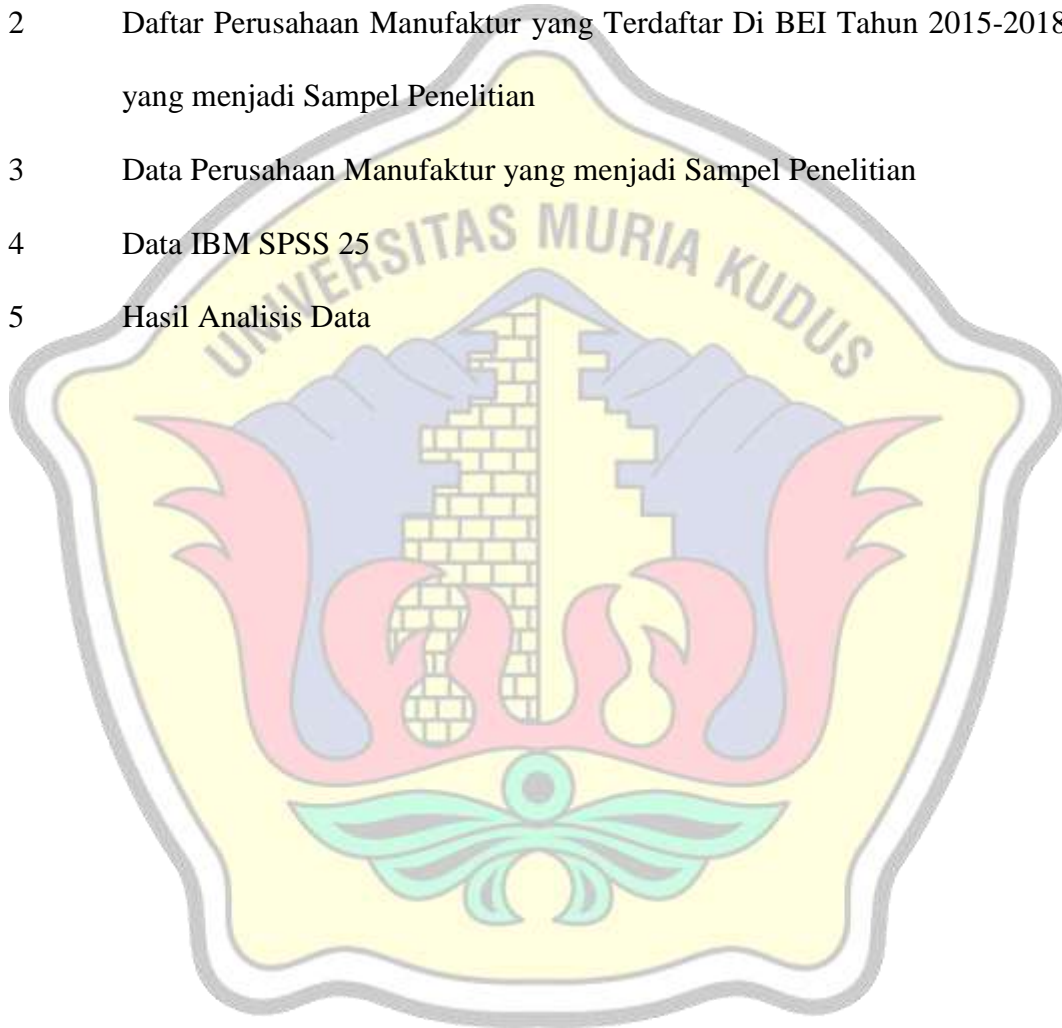 2 Daftar Perusahaan Manufaktur yang Terdaftar Di BEI Tahun 2015-2018
yang menjadi Sampel Penelitian
3 Data Perusahaan Manufaktur yang menjadi Sampel Penelitian
4 Data IBM SPSS 25
5 Hasil Analisis Data
UNIVERSITAS MURIA KUDUS